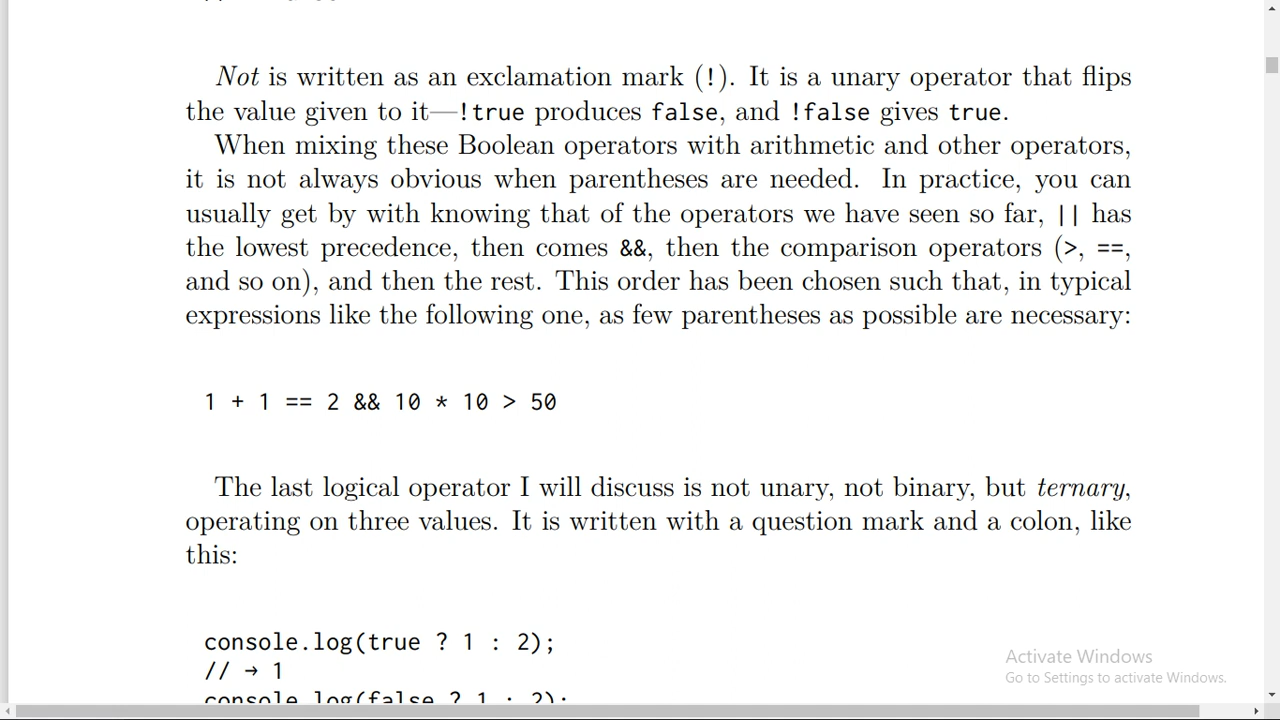 Not is written as an exclamation mark (!). It is a unary operator that flips
the value given to it—!true produces false, and !false gives true.
When mixing these Boolean operators with arithmetic and other operators,
it is not always obvious when parentheses are needed. In practice, you can
usually get by with knowing that of the operators we have seen so far, || has
the lowest precedence, then comes &&, then the comparison operators (>, ==,
and so on), and then the rest. This order has been chosen such that, in typical
expressions like the following one, as few parentheses as possible are necessary:
1 + 1 == 2 && 10 * 10 > 50
The last logical operator I will discuss is not unary, not binary, but ternary,
operating on three values. It is written with a question mark and a colon, like
this:
console.log(true ? 1 : 2);
// → 1
console.log(false ? 1 : 2);
Activate Windows
Go to Settings to activate Windows.